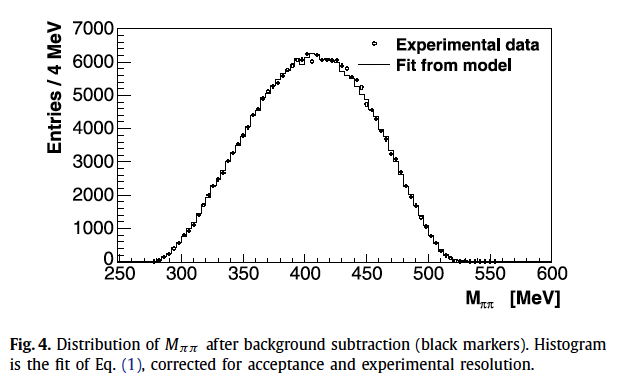 7000
6000
5000
4000
3000
2000
1000
0
Entries / 4 MeV
Experimental data
Fit from model
250 300 350 400 450 500 550 600
Mππ [MeV]
Fig. 4. Distribution of Mππ after background subtraction (black markers). Histogram
is the fit of Eq. (1), corrected for acceptance and experimental resolution.